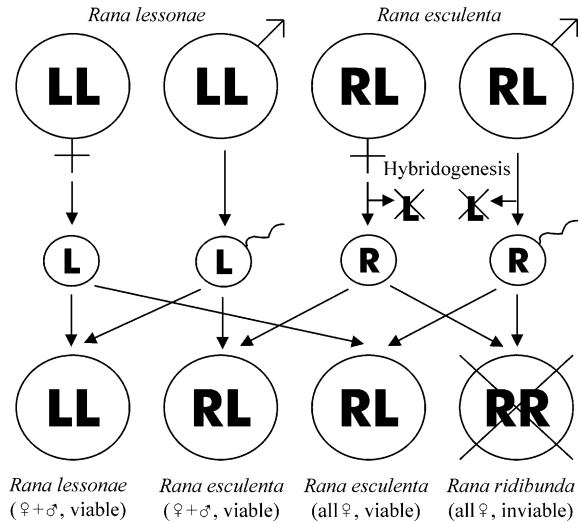 Rana lessonae Rana esculenta
LL LL RL RL
Hybridogenesis
L L
L L R R
LL RL RL RR
Rana lessonae Rana esculenta Rana esculenta Rana ridibunda
(♀+♂, viable) (♀+♂, viable) (all♀, viable) (all♀, inviable)